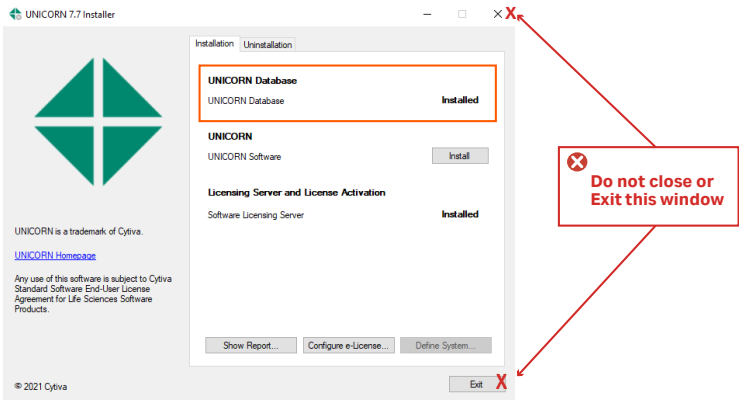 UNICORN 7.7 Installer
X
Installation Uninstallation
UNICORN Database
UNICORN Database Installed
UNICORN
UNICORN Software Install
Licensing Server and License Activation
Software Licensing Server Installed
UNICORN is a trademark of Cytiva.
UNICORN Homepage
Any use of this software is subject to Cytiva
Standard Software End-User License
Agreement for Life Sciences Software
Products.
Show Report... Configure e-License... Define System...
© 2021 Cytiva
Exit X
Do not close or
Exit this window